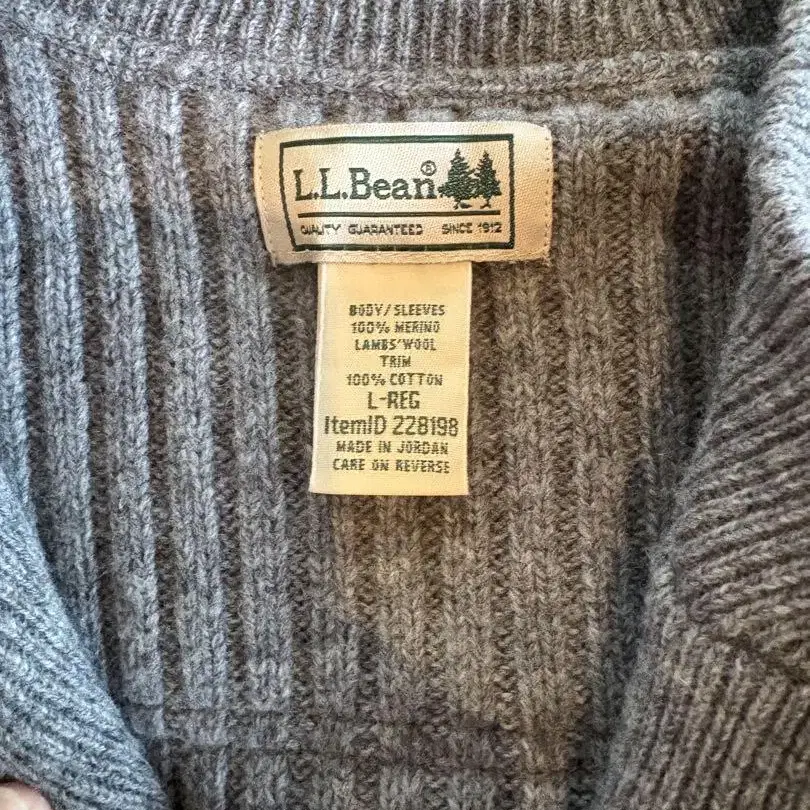 L.L.Bean®
QUALITY GUARANTEED SINCE 1912
BODY/SLEEVES
100% MERINO
LAMBS'WOOL
TRIM
100% COTTON
L-REG
ItemID 228198
MADE IN JORDAN
CARE ON REVERSE